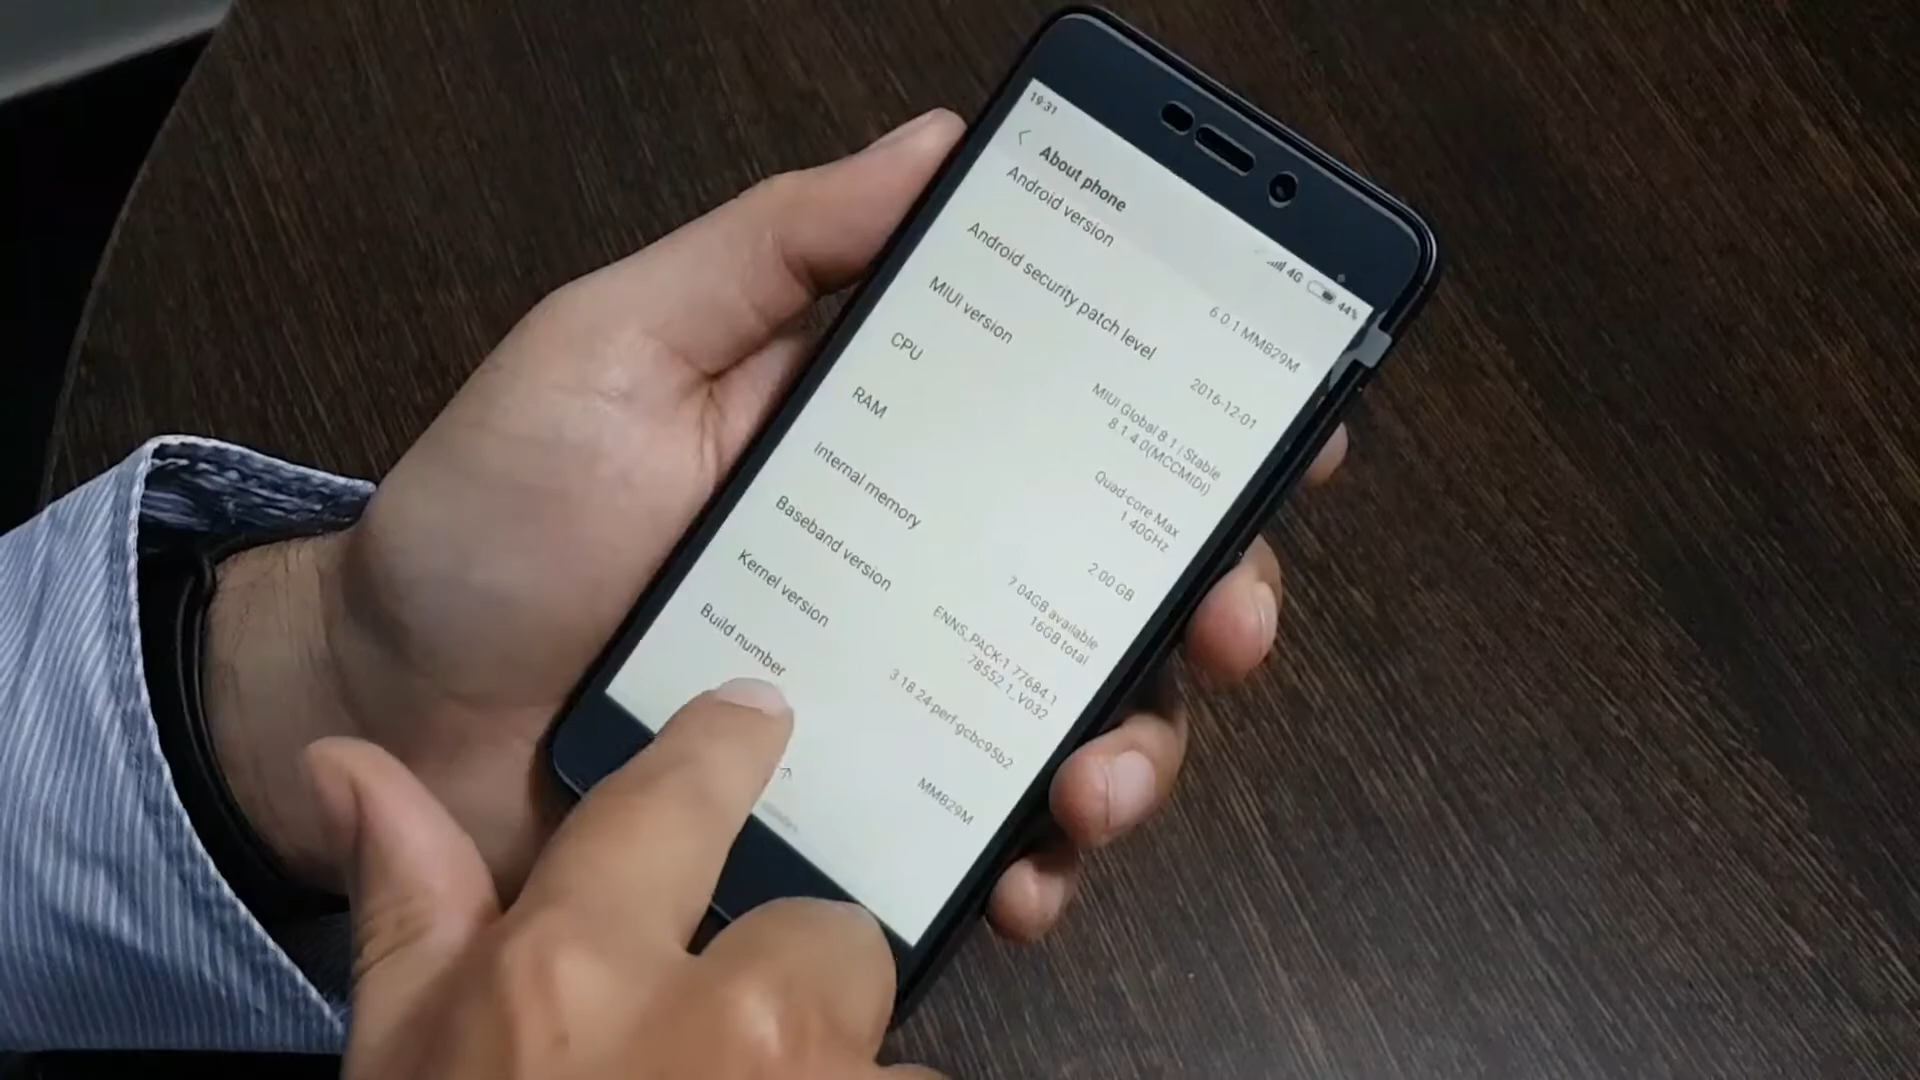 19:31
4G 44%
About phone
Android version
6.0.1 MMB29M
Android security patch level
2016-12-01
MIUI version
MIUI Global 8.1 | Stable
8.1.4.0(MCCMIDI)
CPU
Quad-core Max
1.40GHz
RAM
2.00 GB
Internal memory
7.04GB available
16GB total
Baseband version
ENNS_PACK-1.77684.1
78552.1_V032
Kernel version
3.18.24-perf-gcbc95b2
Build number
MMB29M